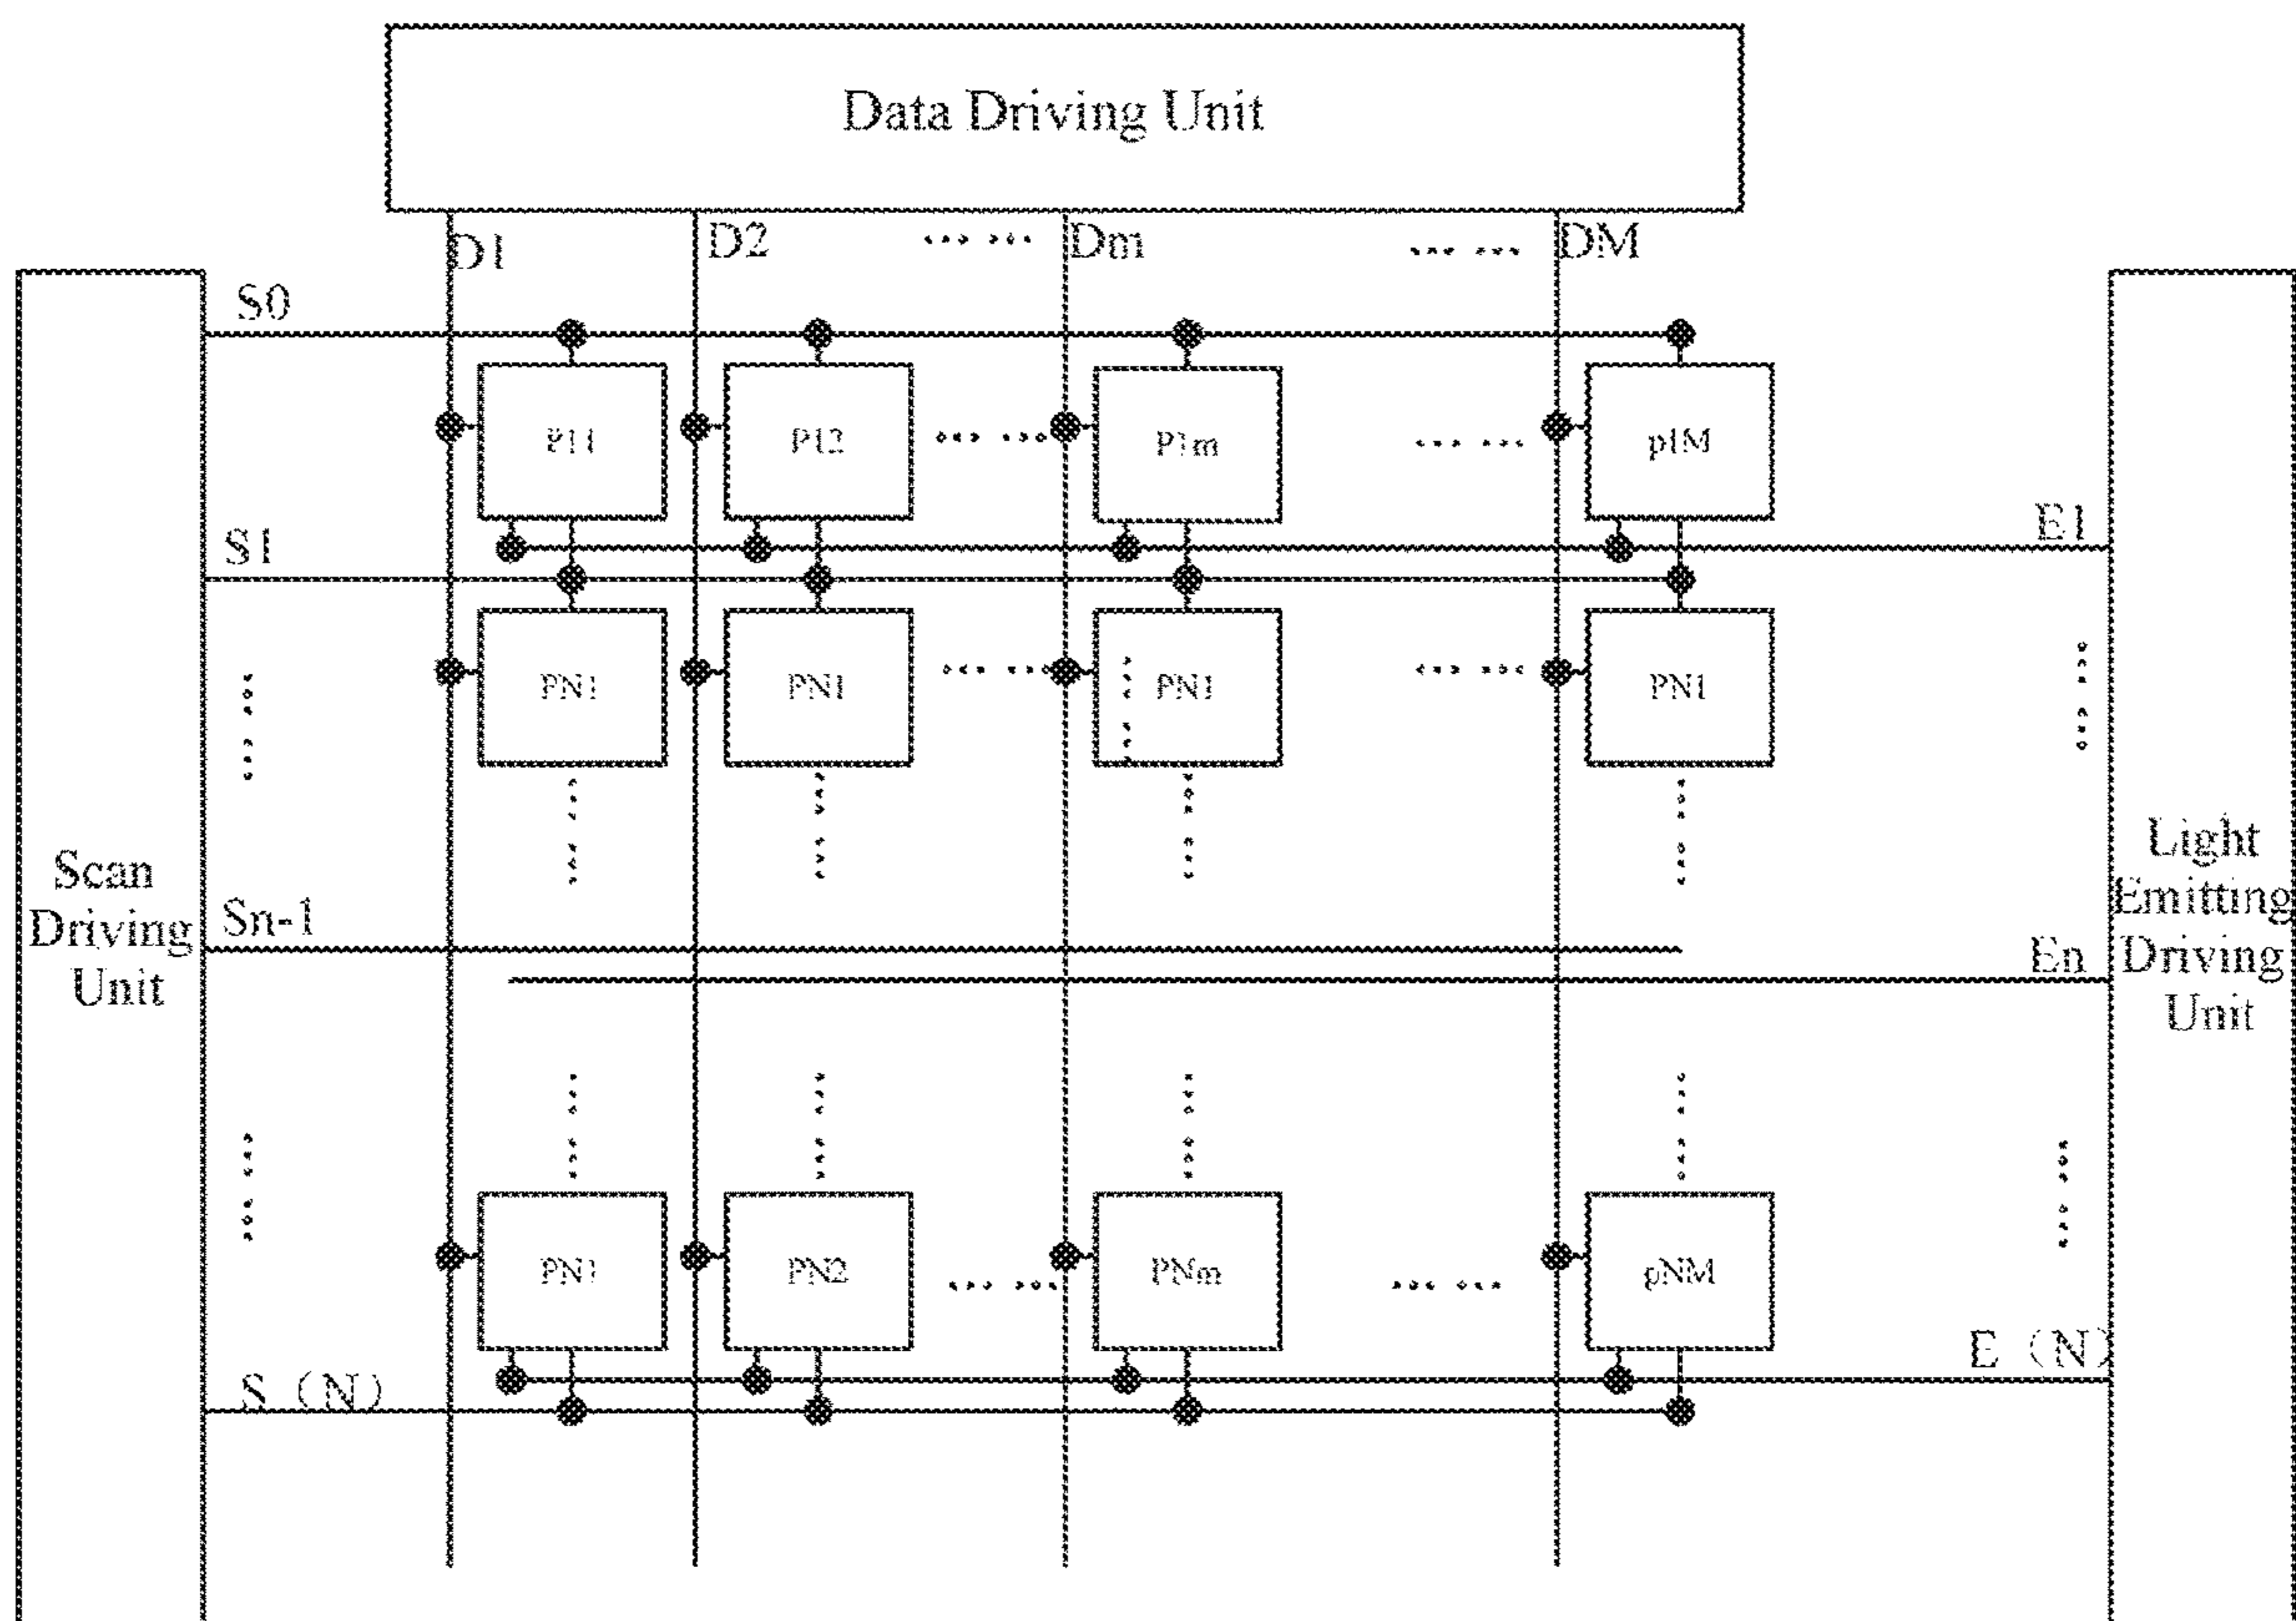 Data Driving Unit
D1 D2 Dm DM
S0
P11 P12 P1m p1M
S1 E1
PN1 PN1 PN1 PN1
Scan
Driving
Unit
Light
Emitting
Driving
Unit
Sn-1
En
PN1 PN2 PNm pNM
E (N)
S (N)